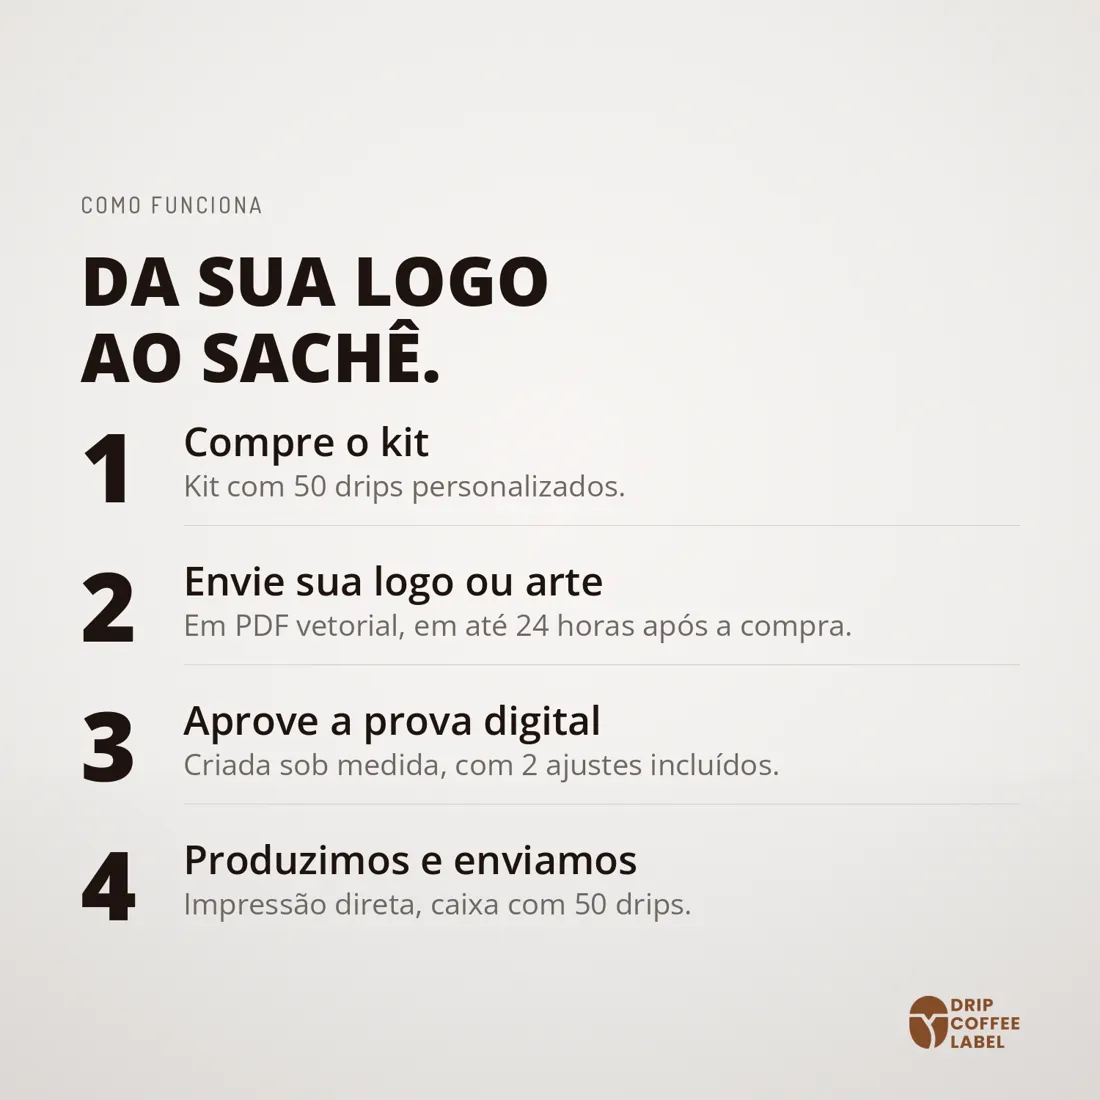 COMO FUNCIONA
DA SUA LOGO
AO SACHÊ.
1
Compre o kit
Kit com 50 drips personalizados.
2
Envie sua logo ou arte
Em PDF vetorial, em até 24 horas após a compra.
3
Aprove a prova digital
Criada sob medida, com 2 ajustes incluídos.
4
Produzimos e enviamos
Impressão direta, caixa com 50 drips.
DRIP
COFFEE
LABEL